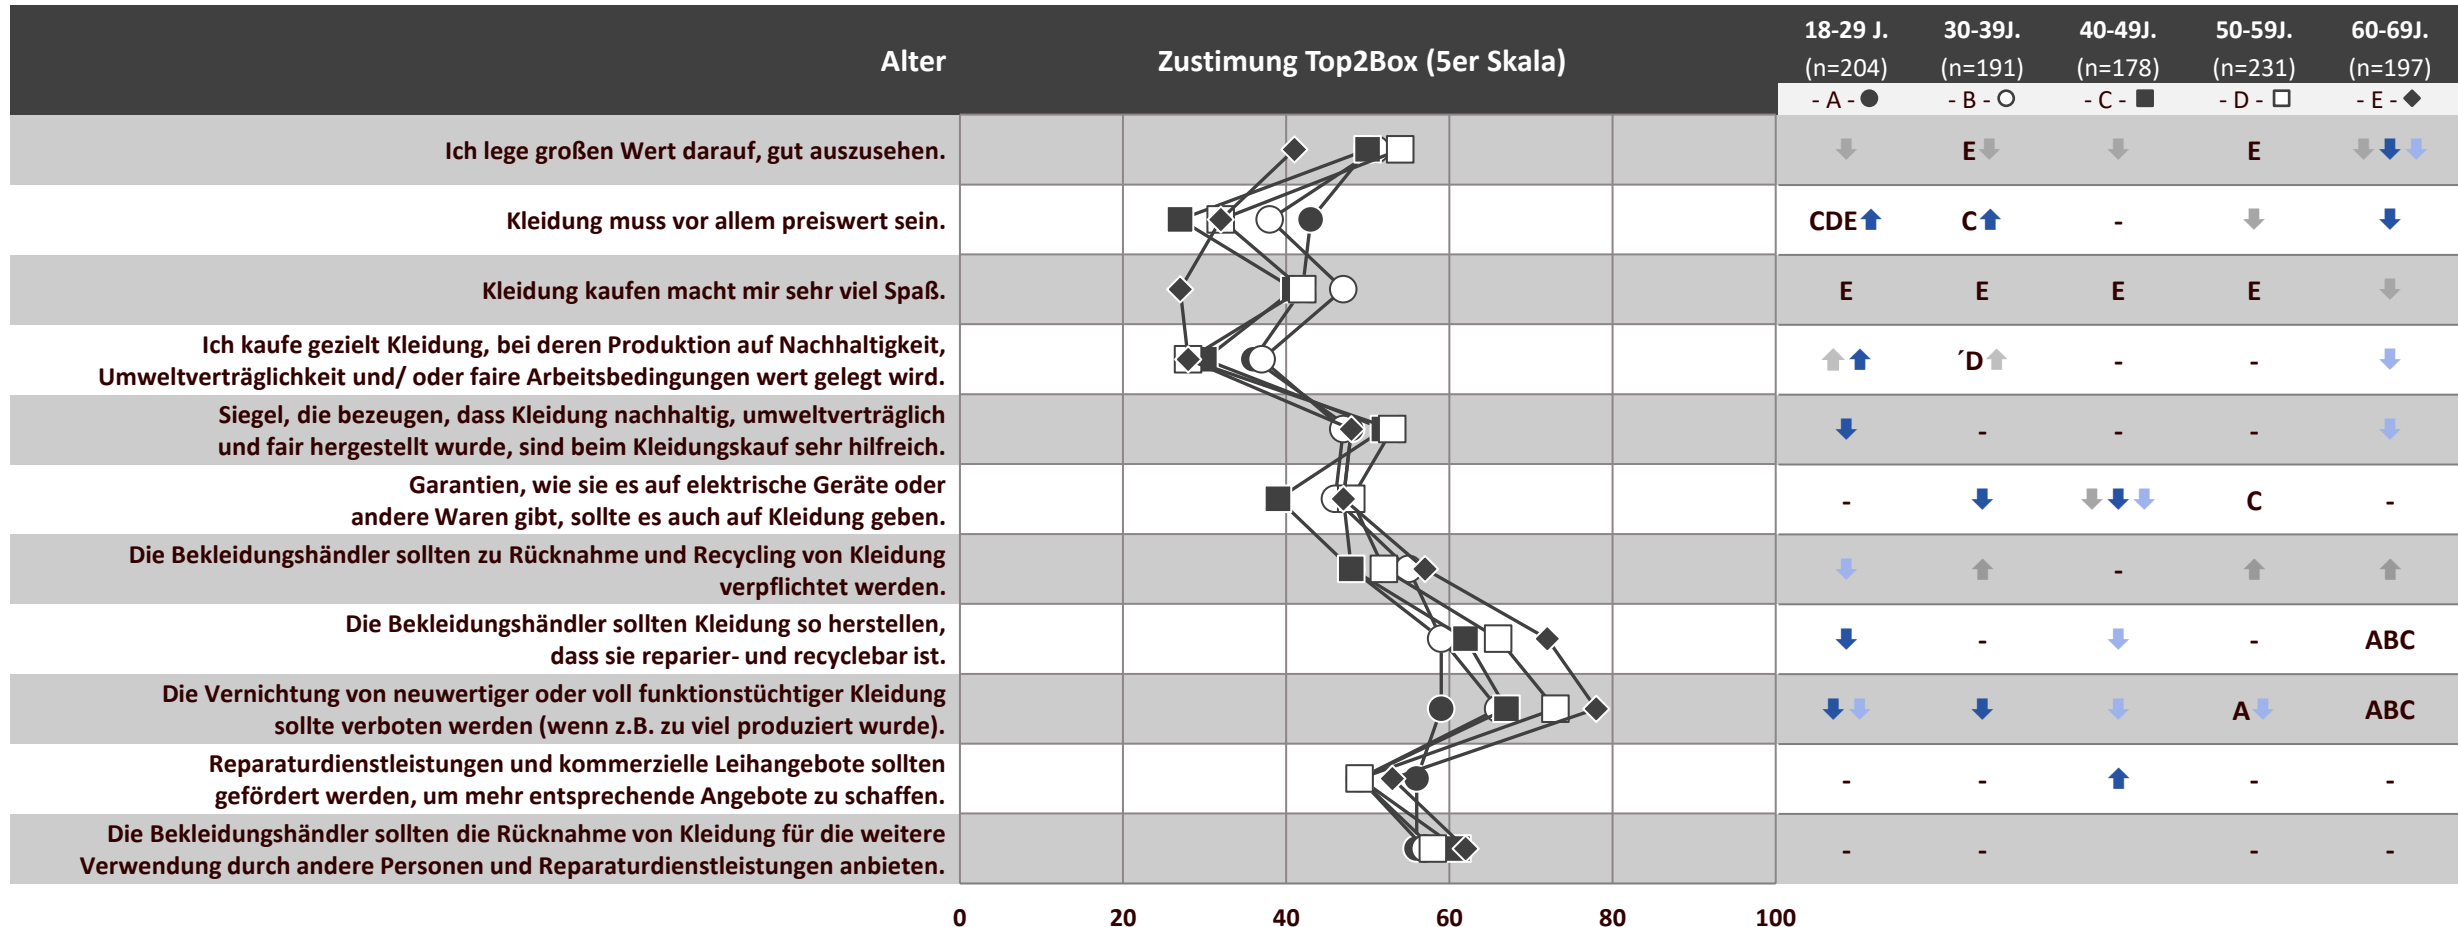 Alter
Zustimung Top2Box (5er Skala)
18-29 J.
(n=204)
- A -
30-39J.
(n=191)
- B -
40-49J.
(n=178)
- C -
50-59J.
(n=231)
- D -
60-69J.
(n=197)
- E -
Ich lege großen Wert darauf, gut auszusehen.
E
E
Kleidung muss vor allem preiswert sein.
CDE
C
-
Kleidung kaufen macht mir sehr viel Spaß.
E
E
E
E
Ich kaufe gezielt Kleidung, bei deren Produktion auf Nachhaltigkeit,
Umweltverträglichkeit und/ oder faire Arbeitsbedingungen wert gelegt wird.
´D
-
-
Siegel, die bezeugen, dass Kleidung nachhaltig, umweltverträglich
und fair hergestellt wurde, sind beim Kleidungskauf sehr hilfreich.
-
-
-
Garantien, wie sie es auf elektrische Geräte oder
andere Waren gibt, sollte es auch auf Kleidung geben.
-
C
-
Die Bekleidungshändler sollten zu Rücknahme und Recycling von Kleidung
verpflichtet werden.
-
Die Bekleidungshändler sollten Kleidung so herstellen,
dass sie reparier- und recyclebar ist.
-
-
ABC
Die Vernichtung von neuwertiger oder voll funktionstüchtiger Kleidung
sollte verboten werden (wenn z.B. zu viel produziert wurde).
A
ABC
Reparaturdienstleistungen und kommerzielle Leihangebote sollten
gefördert werden, um mehr entsprechende Angebote zu schaffen.
-
-
-
-
Die Bekleidungshändler sollten die Rücknahme von Kleidung für die weitere
Verwendung durch andere Personen und Reparaturdienstleistungen anbieten.
-
-
-
-
0
20
40
60
80
100